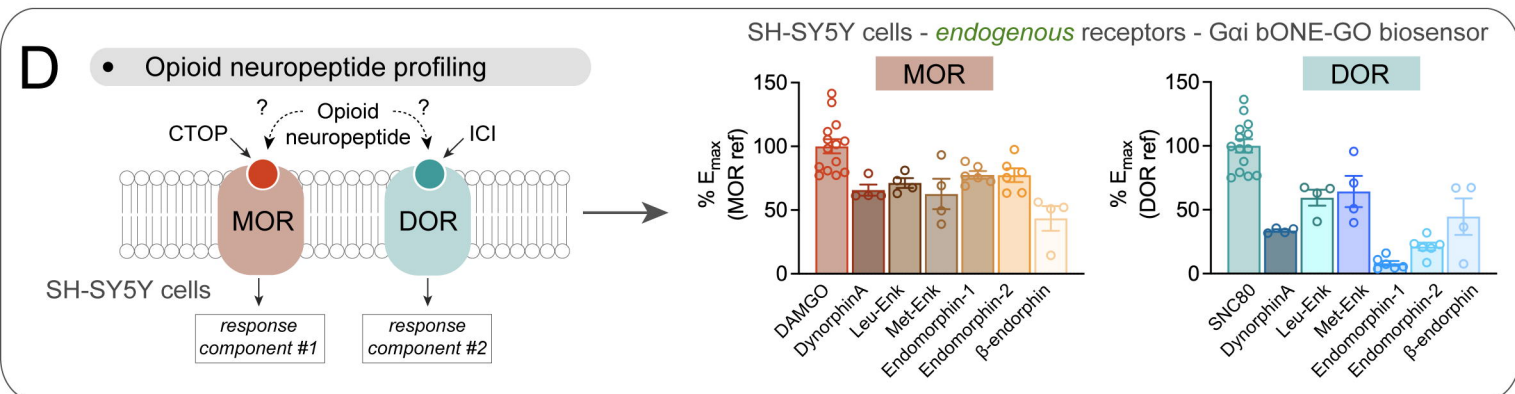 D
• Opioid neuropeptide profiling
? Opioid ?
neuropeptide
CTOP
ICI
MOR
DOR
SH-SY5Y cells
response
component #1
response
component #2
SH-SY5Y cells - endogenous receptors - Gαi bONE-GO biosensor
MOR
% Emax
(MOR ref)
150
100
50
0
DAMGO
DynorphinA
Leu-Enk
Met-Enk
Endomorphin-1
Endomorphin-2
β-endorphin
DOR
% Emax
(DOR ref)
150
100
50
0
SNC80
DynorphinA
Leu-Enk
Met-Enk
Endomorphin-1
Endomorphin-2
β-endorphin